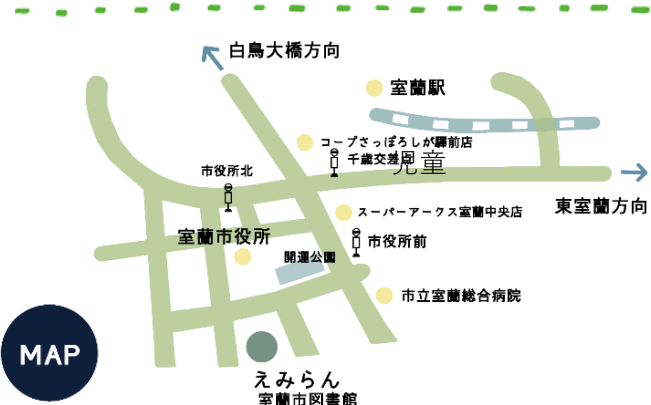 白鳥大橋方向
室蘭駅
コープさっぽろしが驛前店
千歳交差
児童
市役所北
東室蘭方向
スーパーアークス室蘭中央店
室蘭市役所
市役所前
開運公園
市立室蘭総合病院
MAP
えみらん
室蘭市図書館